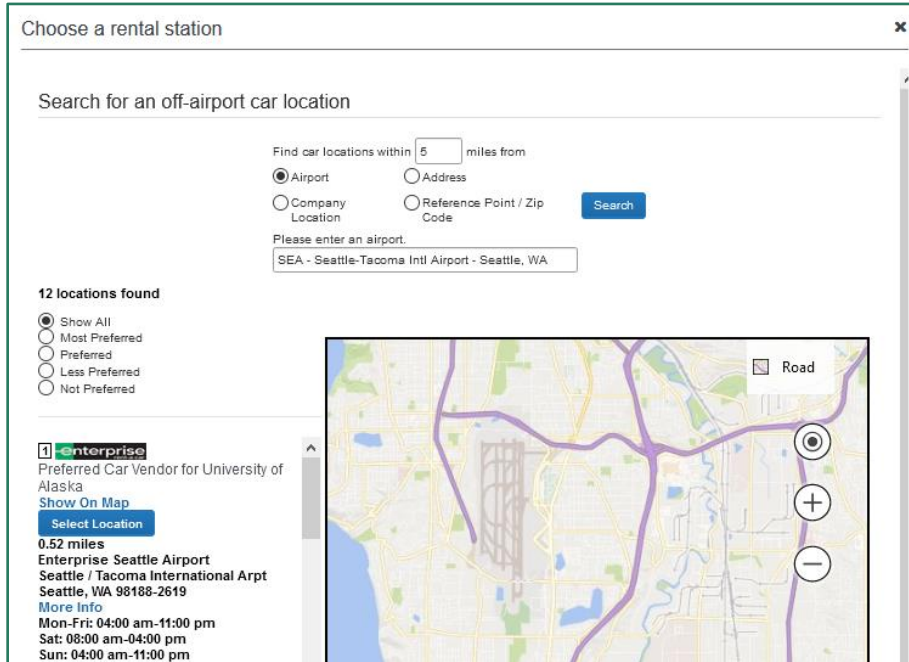 Choose a rental station
Search for an off-airport car location
Find car locations within 5 miles from
Airport
Address
Company Location
Reference Point / Zip Code
Search
Please enter an airport.
SEA - Seattle-Tacoma Intl Airport - Seattle, WA
12 locations found
Show All
Most Preferred
Preferred
Less Preferred
Not Preferred
Road
1 enterprise
Preferred Car Vendor for University of
Alaska
Show On Map
Select Location
0.52 miles
Enterprise Seattle Airport
Seattle / Tacoma International Arpt
Seattle, WA 98188-2619
More Info
Mon-Fri: 04:00 am-11:00 pm
Sat: 08:00 am-04:00 pm
Sun: 04:00 am-11:00 pm